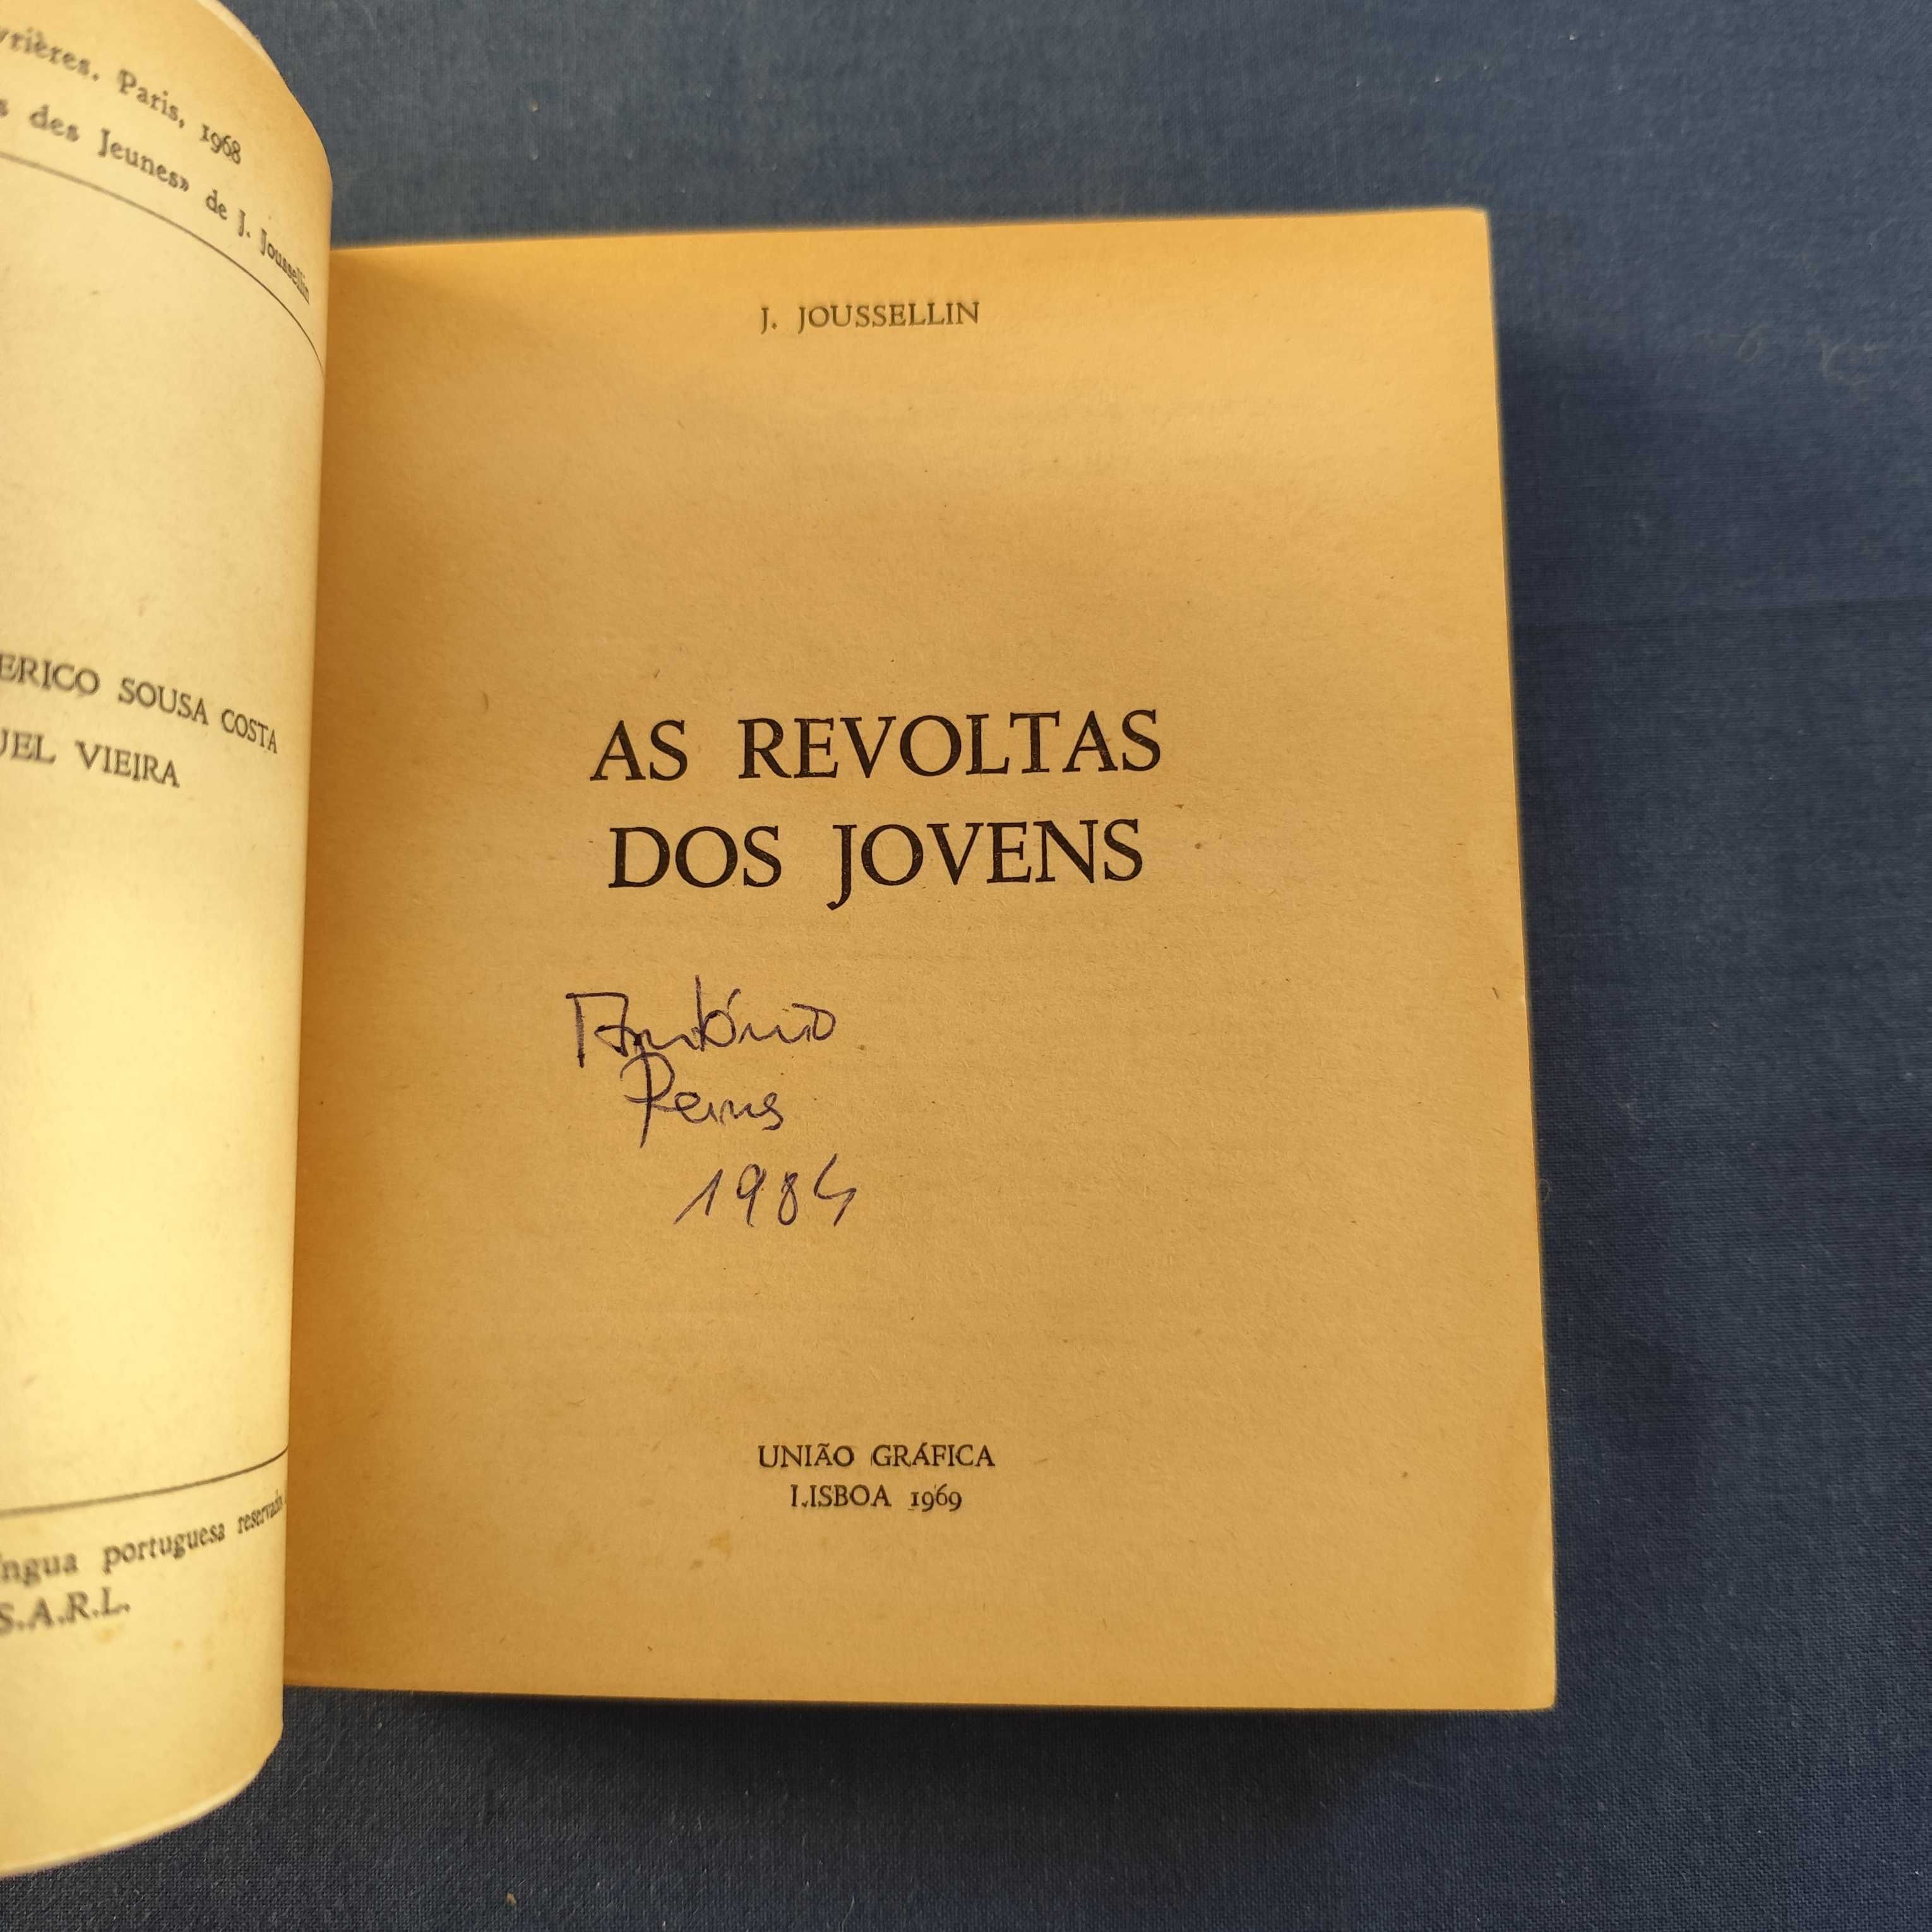 vrières. Paris, 1968
s des Jeunes» de J. Joussellin
ERICO SOUSA COSTA
UEL VIEIRA
íngua portuguesa reservados
S.A.R.L.
J. JOUSSELLIN
AS REVOLTAS
DOS JOVENS
António
1984
UNIÃO GRÁFICA
LISBOA 1969